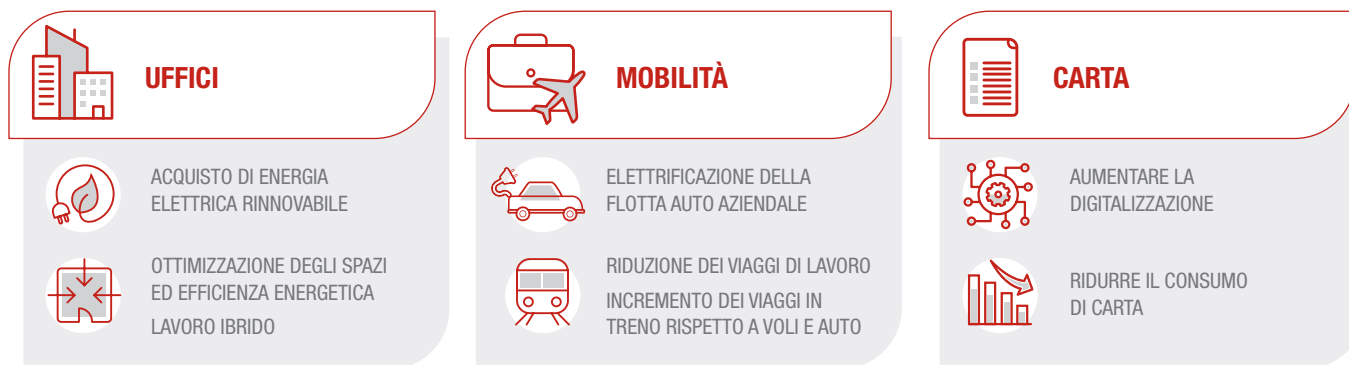 UFFICI
ACQUISTO DI ENERGIA
ELETTRICA RINNOVABILE
OTTIMIZZAZIONE DEGLI SPAZI
ED EFFICIENZA ENERGETICA
LAVORO IBRIDO
MOBILITÀ
ELETTRIFICAZIONE DELLA
FLOTTA AUTO AZIENDALE
RIDUZIONE DEI VIAGGI DI LAVORO
INCREMENTO DEI VIAGGI IN
TRENO RISPETTO A VOLI E AUTO
CARTA
AUMENTARE LA
DIGITALIZZAZIONE
RIDURRE IL CONSUMO
DI CARTA